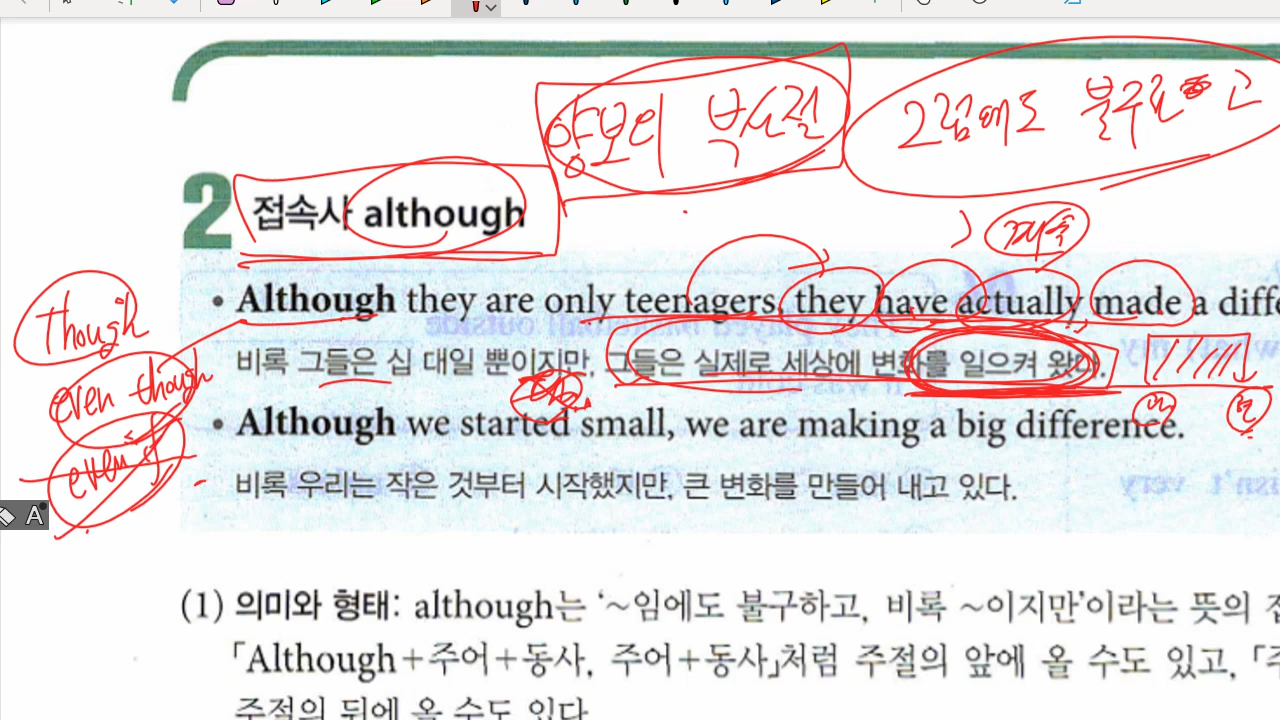 양보의 부사절 그럼에도 불구하고
2 접속사 although
계속
• Although they are only teenagers, they have actually made a diffe
Though
비록 그들은 십 대일 뿐이지만, 그들은 실제로 세상에 변화를 일으켜 왔다.
even though
• Although we started small, we are making a big difference.
even if
비록 우리는 작은 것부터 시작했지만, 큰 변화를 만들어 내고 있다.
A
(1) 의미와 형태: although는 ‘~임에도 불구하고, 비록 ~이지만’이라는 뜻의 접
「Although+주어+동사, 주어+동사」처럼 주절의 앞에 올 수도 있고, 「주
주절의 뒤에 올 수도 있다